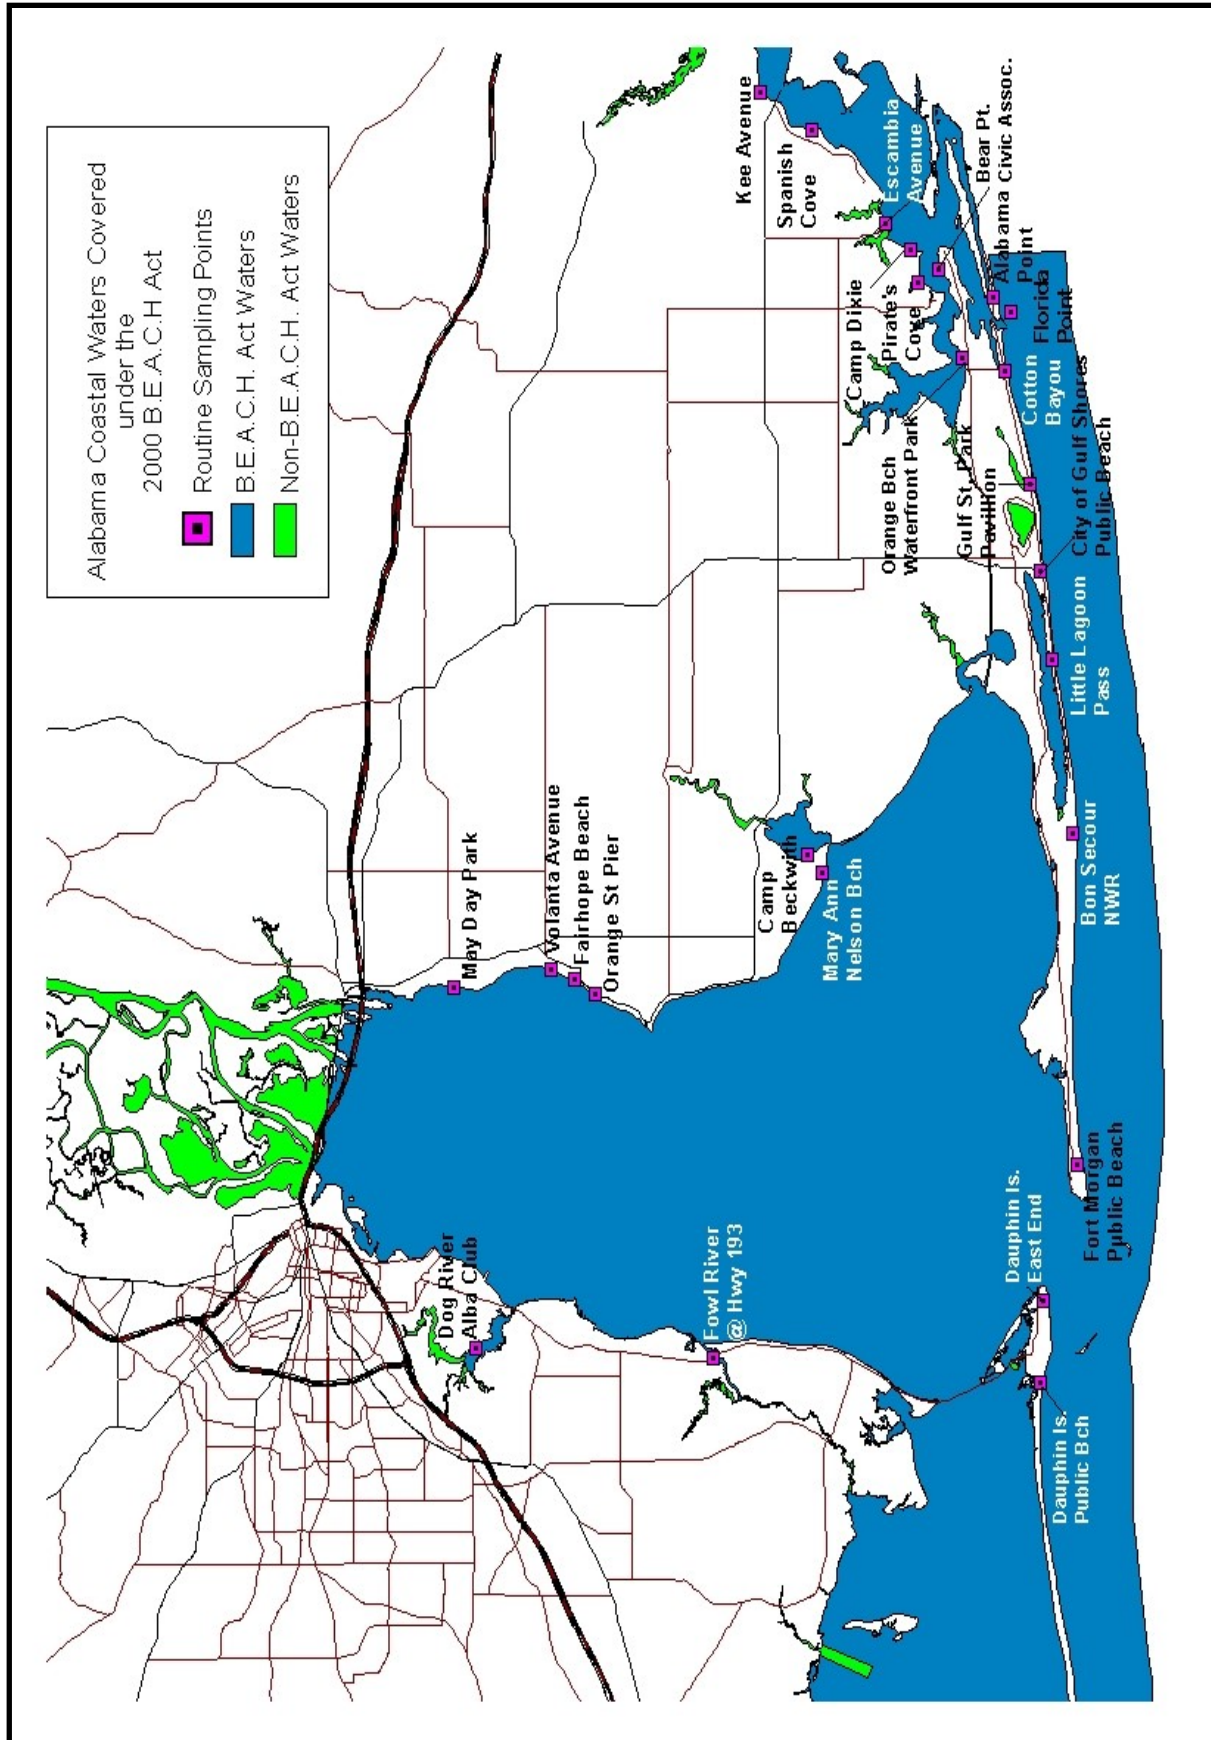 Alabama Coastal Waters Covered
under the
2000 B.E.A.C.H Act
Routine Sampling Points
B.E.A.C.H. Act Waters
Non-B.E.A.C.H. Act Waters
Dog River
Alba Club
Fowl River
@ Hwy 193
Dauphin Is.
Public Bch
Dauphin Is.
East End
Fort Morgan
Public Beach
May Day Park
Volanta Avenue
Fairhope Beach
Orange St Pier
Camp
Beckwith
Mary Ann
Nelson Bch
Bon Secour
NWR
Little Lagoon
Pass
City of Gulf Shores
Public Beach
Gulf St. Park
Pavillion
Orange Bch
Waterfront Park
Cotton
Bayou
Camp Dixie
Pirate's
Cove
Florida
Point
Alabama
Point
Bear Pt.
Civic Assoc.
Escambia
Avenue
Spanish
Cove
Kee Avenue